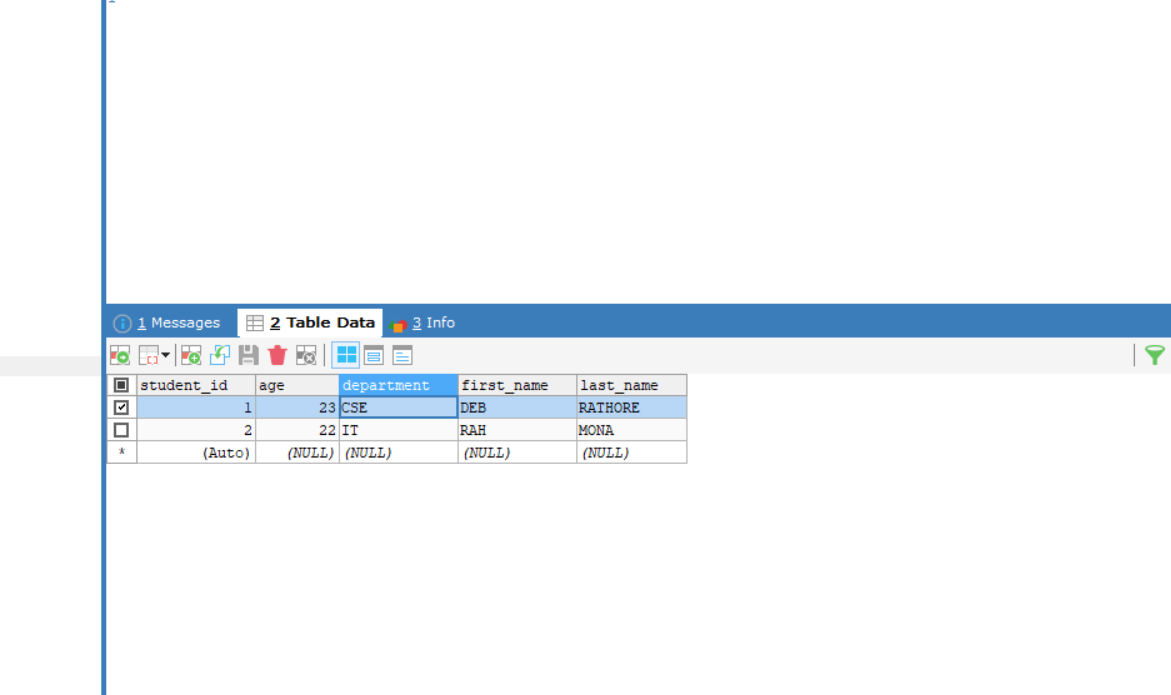 1 Messages 2 Table Data 3 Info
student_id age department first_name last_name
1 23 CSE DEB RATHORE
2 22 IT RAH MONA
* (Auto) (NULL) (NULL) (NULL) (NULL)